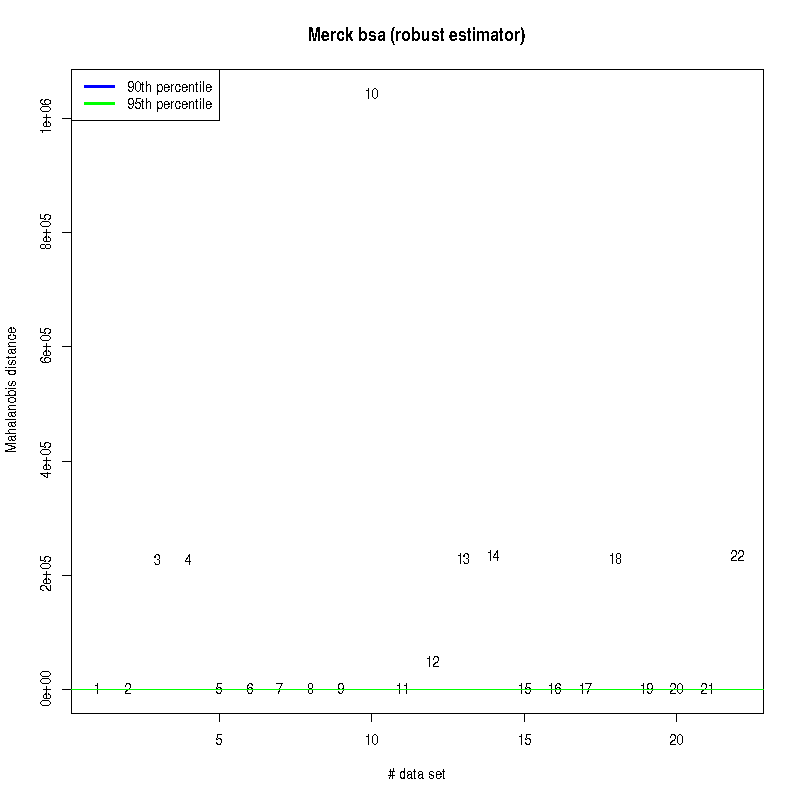 Merck bsa (robust estimator)
90th percentile
95th percentile
10
1e+06
8e+05
6e+05
Mahalanobis distance
4e+05
3 4 13 14 18 22
2e+05
12
1 2 5 6 7 8 9 11 15 16 17 19 20 21
0e+00
5 10 15 20
# data set